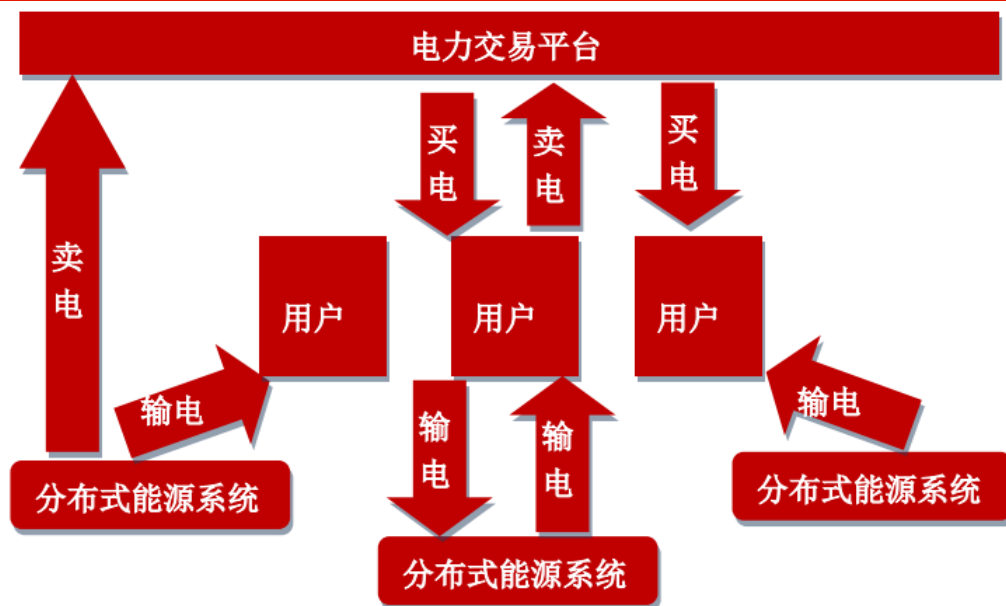 电力交易平台
买电
卖电
买电
卖电
用户
用户
用户
输电
输电
输电
输电
分布式能源系统
分布式能源系统
分布式能源系统